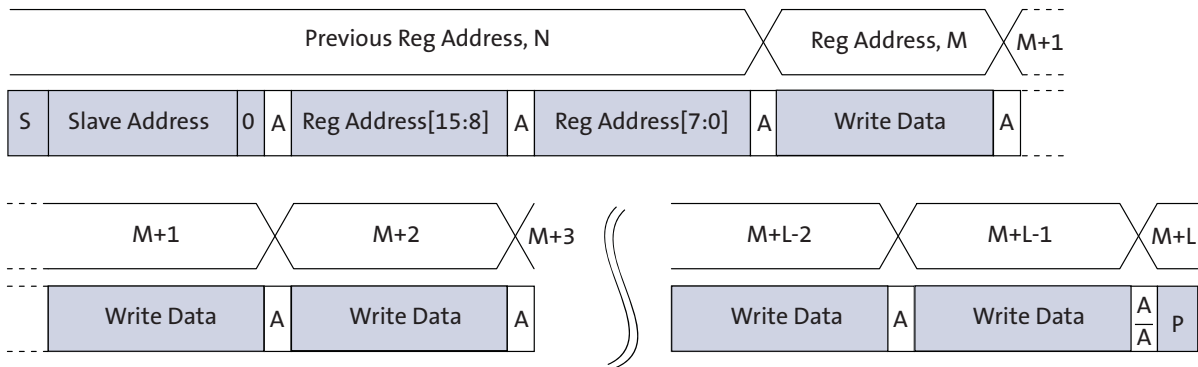 Previous Reg Address, N Reg Address, M M+1
S Slave Address 0 A Reg Address[15:8] A Reg Address[7:0] A Write Data A
M+1 M+2 M+3 M+L-2 M+L-1 M+L
Write Data A Write Data A Write Data A Write Data A/A̅ P